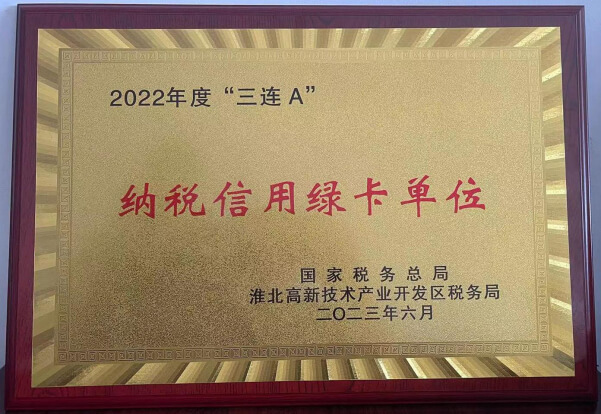 2022年度“三连A”
纳税信用绿卡单位
国家税务总局
淮北高新技术产业开发区税务局
二〇二三年六月